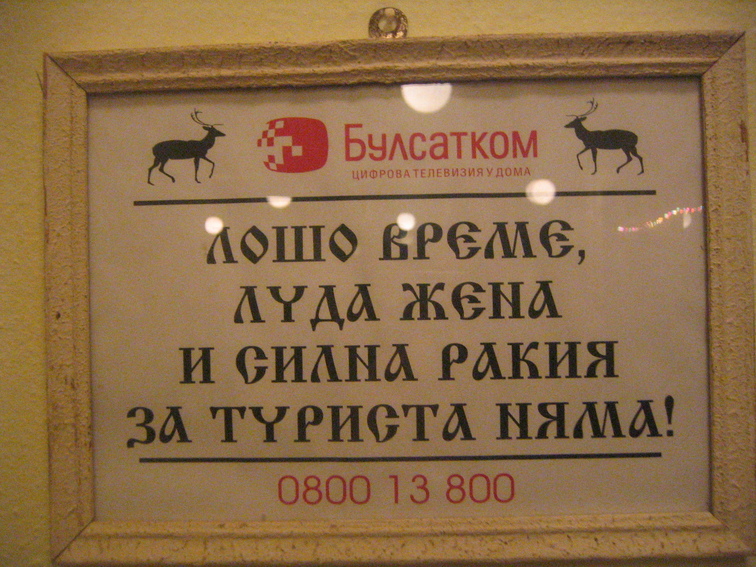 Булсатком
ЦИФРОВА ТЕЛЕВИЗИЯ У ДОМА
ЛОШО ВРЕМЕ,
ЛУДА ЖЕНА
И СИЛНА РАКИЯ
ЗА ТУРИСТА НЯМА!
0800 13 800